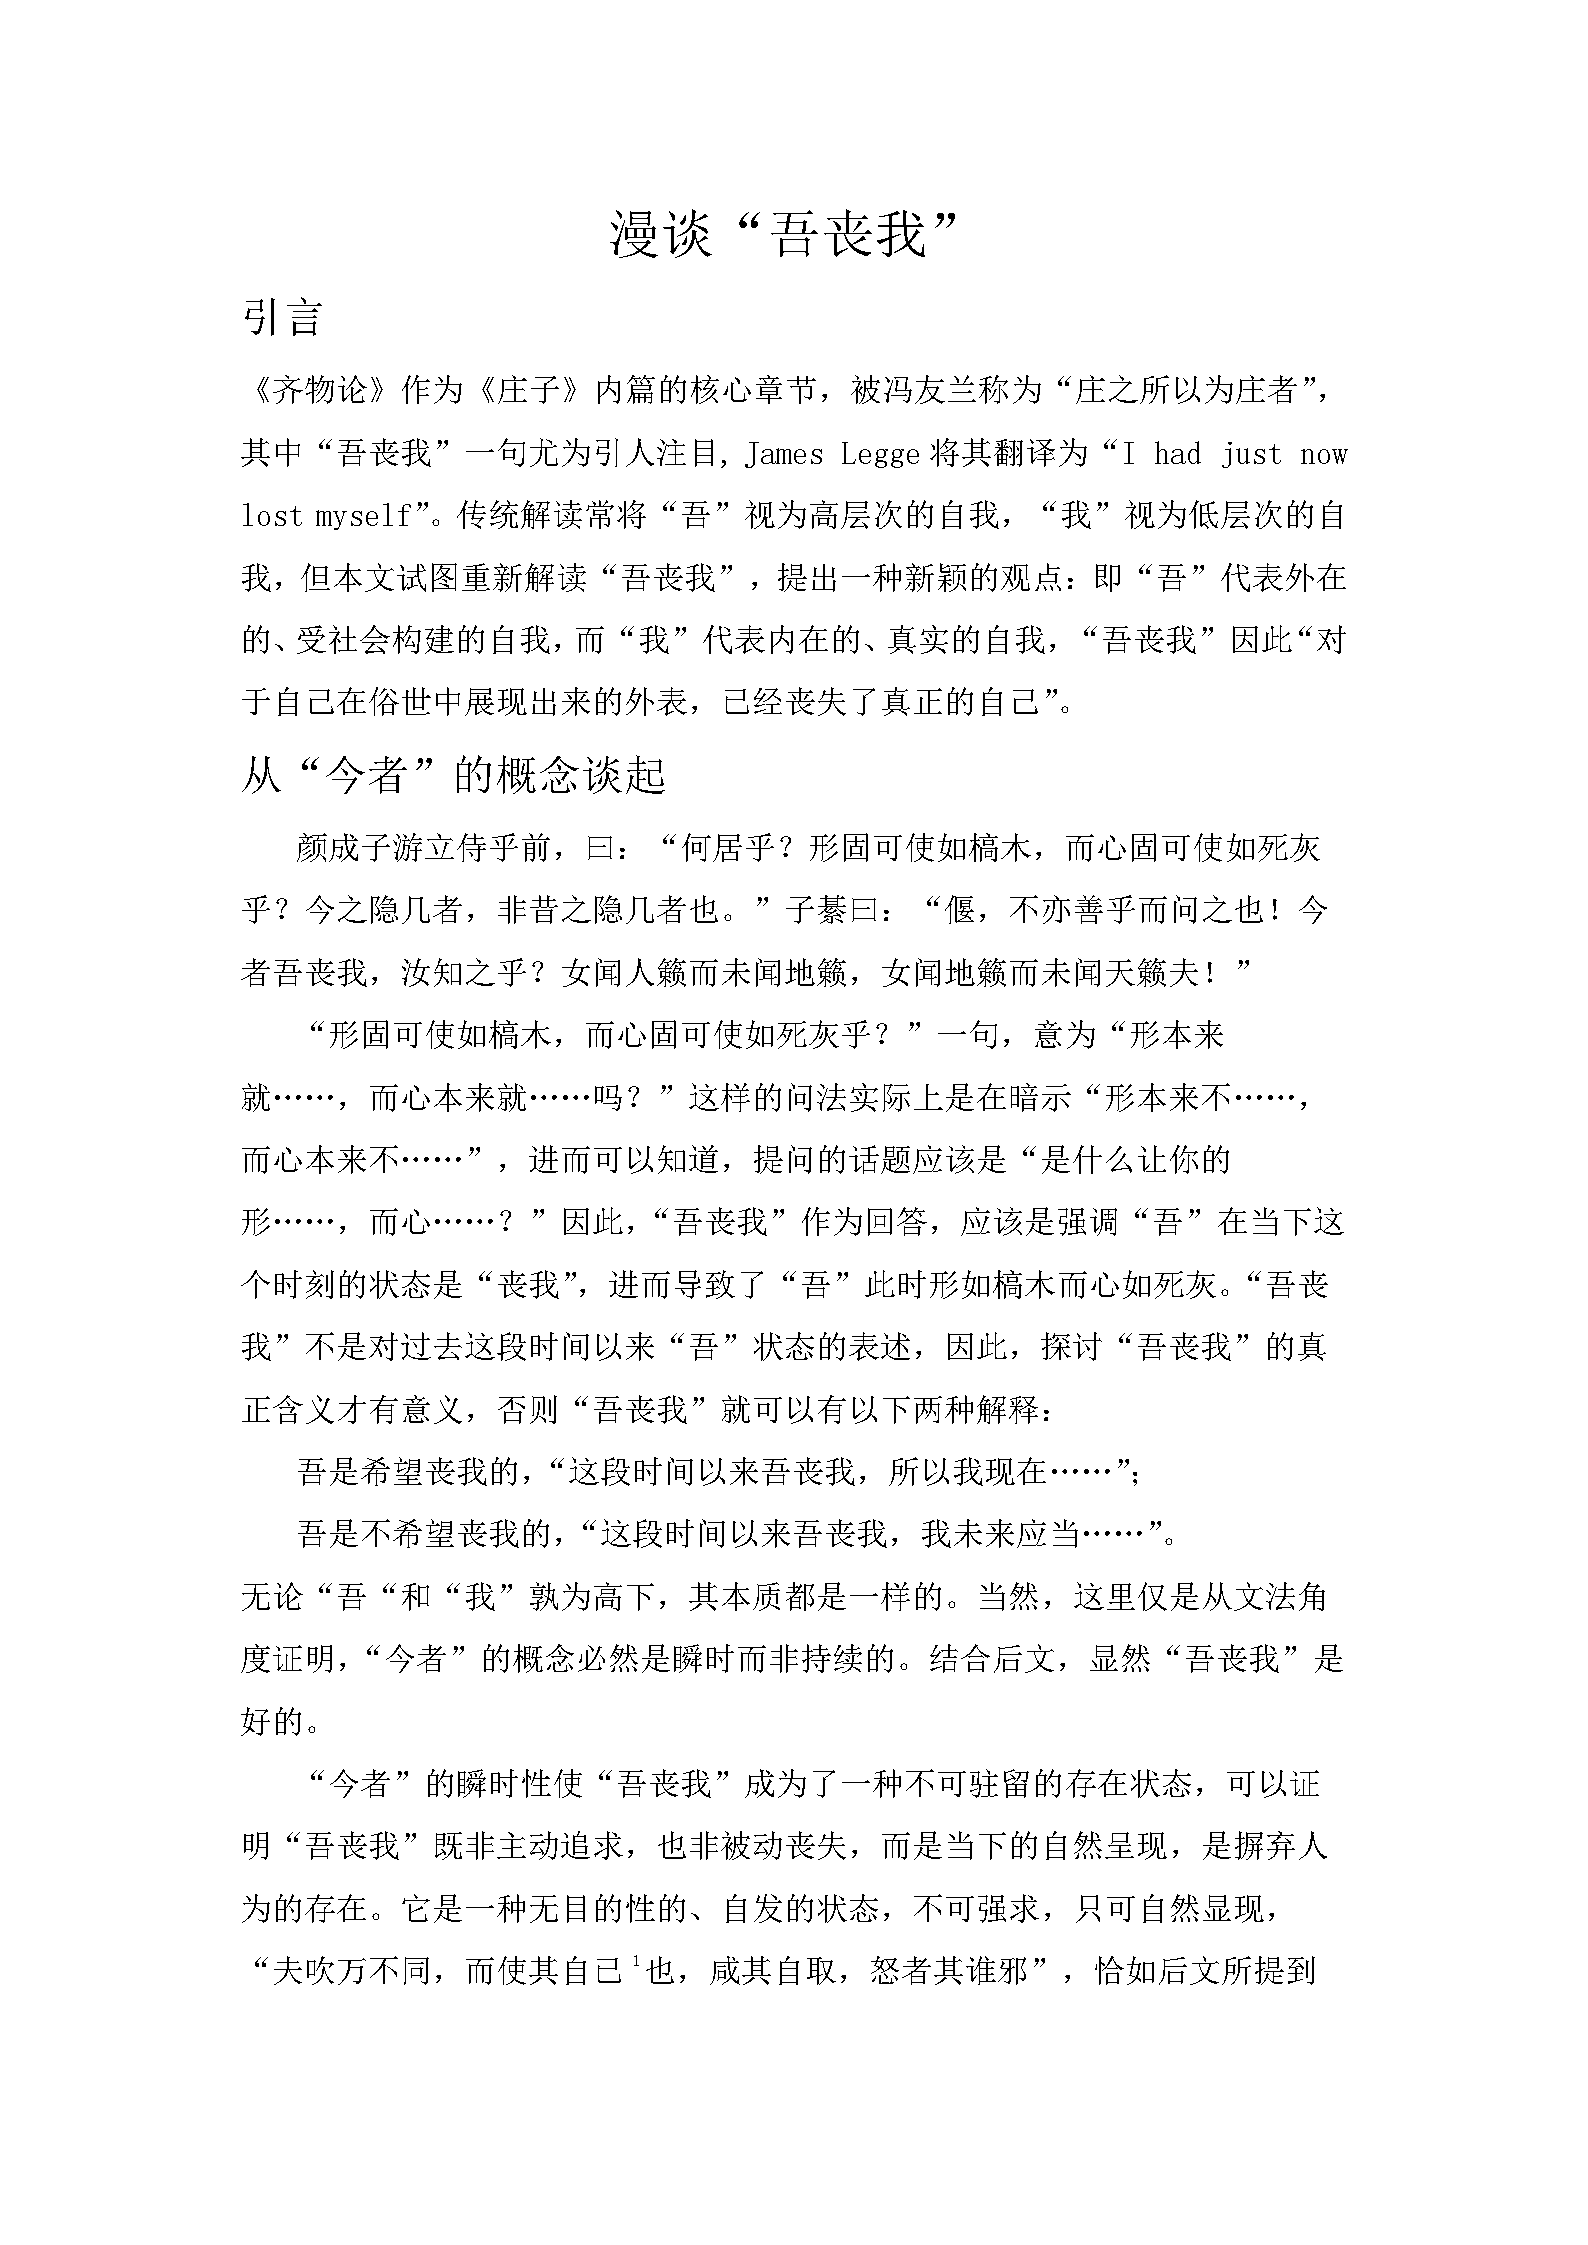 漫谈“吾丧我”
引言
《齐物论》作为《庄子》内篇的核心章节，被冯友兰称为“庄之所以为庄者”，
其中“吾丧我”一句尤为引人注目, James Legge 将其翻译为“I had just now
lost myself”。传统解读常将“吾”视为高层次的自我，“我”视为低层次的自
我，但本文试图重新解读“吾丧我”，提出一种新颖的观点：即“吾”代表外在
的、受社会构建的自我，而“我”代表内在的、真实的自我，“吾丧我”因此“对
于自己在俗世中展现出来的外表，已经丧失了真正的自己”。
从“今者”的概念谈起
颜成子游立侍乎前，曰：“何居乎？形固可使如槁木，而心固可使如死灰
乎？今之隐几者，非昔之隐几者也。”子綦曰：“偃，不亦善乎而问之也！今
者吾丧我，汝知之乎？女闻人籁而未闻地籁，女闻地籁而未闻天籁夫！”
“形固可使如槁木，而心固可使如死灰乎？”一句，意为“形本来
就……，而心本来就……吗？”这样的问法实际上是在暗示“形本来不……，
而心本来不……”，进而可以知道，提问的话题应该是“是什么让你的
形……，而心……？”因此，“吾丧我”作为回答，应该是强调“吾”在当下这
个时刻的状态是“丧我”，进而导致了“吾”此时形如槁木而心如死灰。“吾丧
我”不是对过去这段时间以来“吾”状态的表述，因此，探讨“吾丧我”的真
正含义才有意义，否则“吾丧我”就可以有以下两种解释：
吾是希望丧我的，“这段时间以来吾丧我，所以我现在……”；
吾是不希望丧我的，“这段时间以来吾丧我，我未来应当……”。
无论“吾“和“我”孰为高下，其本质都是一样的。当然，这里仅是从文法角
度证明，“今者”的概念必然是瞬时而非持续的。结合后文，显然“吾丧我”是
好的。
“今者”的瞬时性使“吾丧我”成为了一种不可驻留的存在状态，可以证
明“吾丧我”既非主动追求，也非被动丧失，而是当下的自然呈现，是摒弃人
为的存在。它是一种无目的性的、自发的状态，不可强求，只可自然显现，
“夫吹万不同，而使其自己1也，咸其自取，怒者其谁邪”，恰如后文所提到